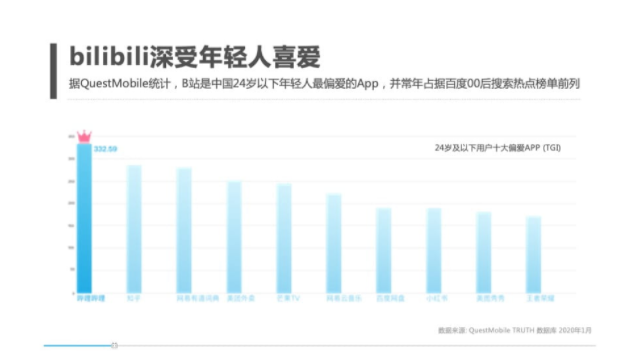 bilibili深受年轻人喜爱
据QuestMobile统计，B站是中国24岁以下年轻人最偏爱的App，并常年占据百度00后搜索热点榜单前列
24岁及以下用户十大偏爱APP (TGI)
332.59
哔哩哔哩 网易有道词典 美团外卖 芒果TV 网易云音乐 百度网盘 小红书 美图秀秀 王者荣耀
数据来源: QuestMobile TRUTH 数据库 2020年1月